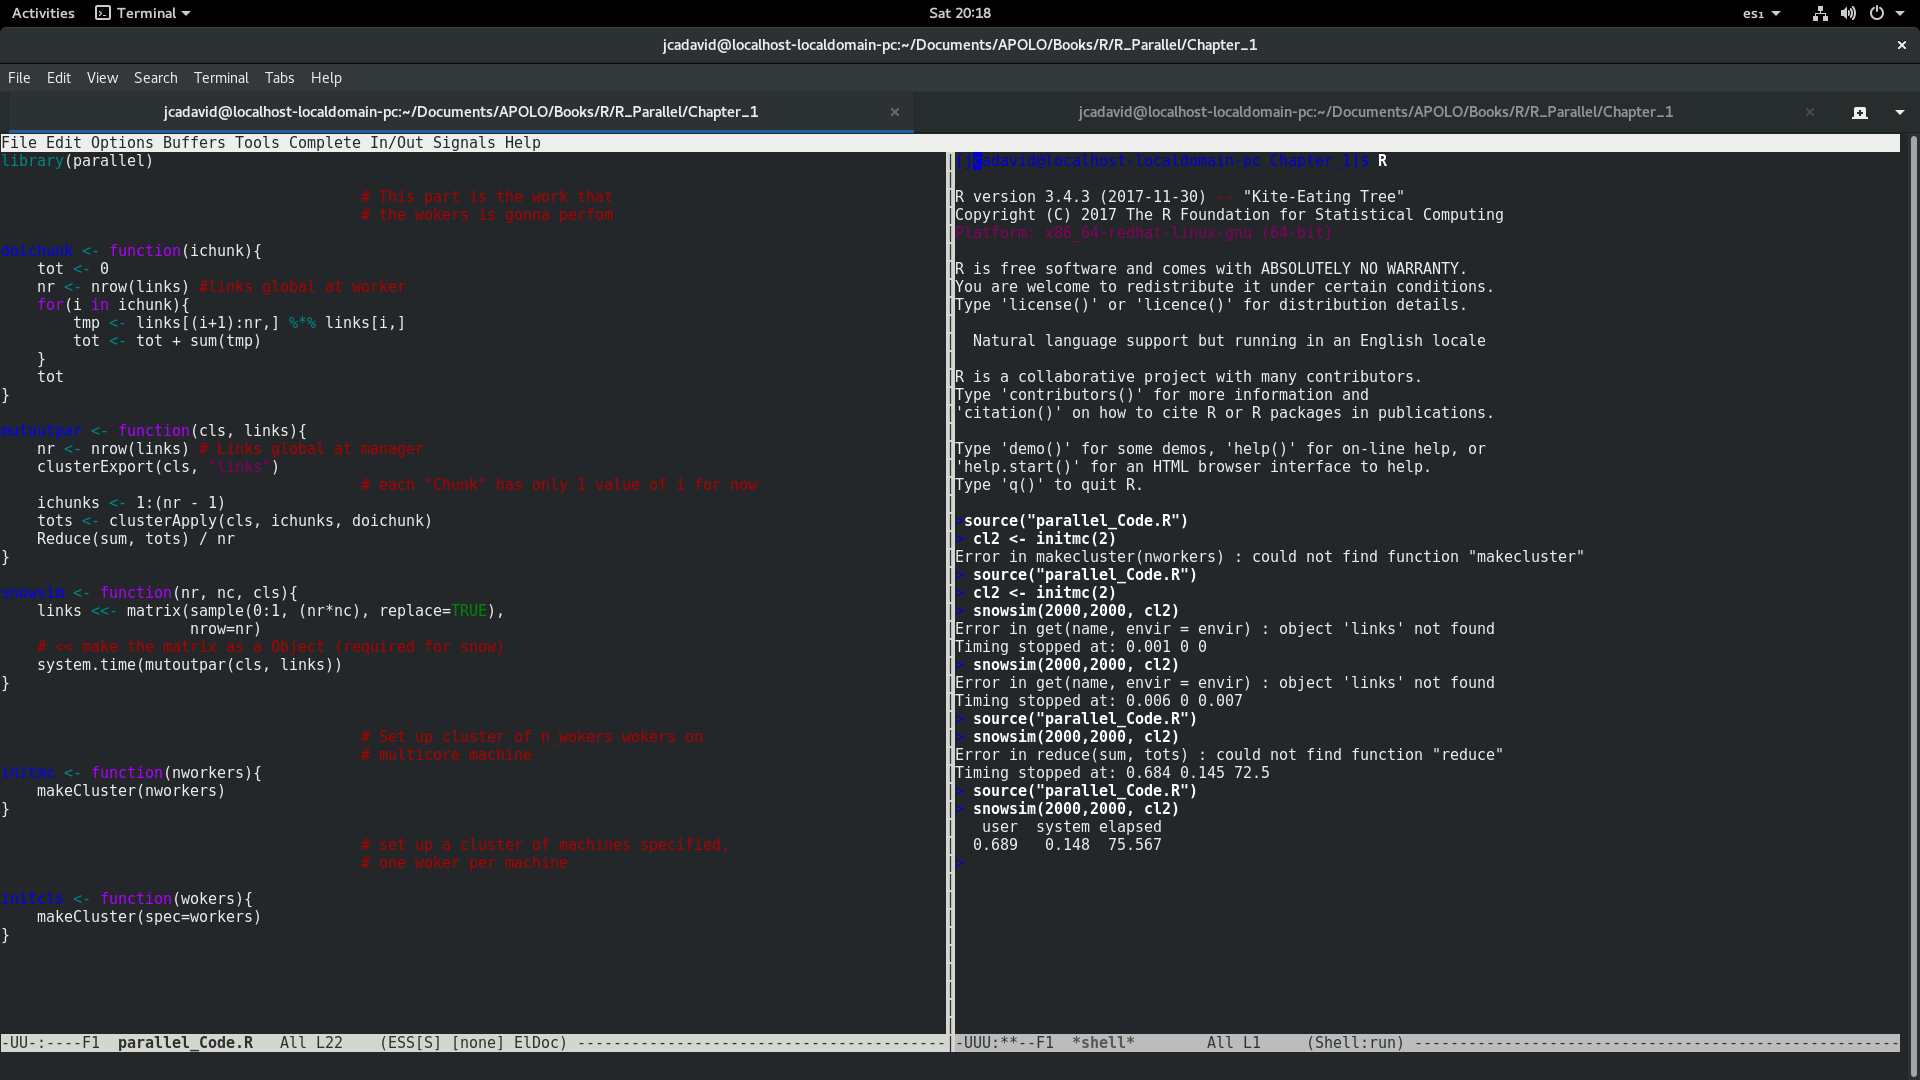 Activities Terminal Sat 20:18 es₁
jcadavid@localhost-localdomain-pc:~/Documents/APOLO/Books/R/R_Parallel/Chapter_1
File Edit View Search Terminal Tabs Help
jcadavid@localhost-localdomain-pc:~/Documents/APOLO/Books/R/R_Parallel/Chapter_1 jcadavid@localhost-localdomain-pc:~/Documents/APOLO/Books/R/R_Parallel/Chapter_1
File Edit Options Buffers Tools Complete In/Out Signals Help
library(parallel)
# This part is the work that
# the wokers is gonna perfom
doichunk <- function(ichunk){
    tot <- 0
    nr <- nrow(links) #links global at worker
    for(i in ichunk){
        tmp <- links[(i+1):nr,] %*% links[i,]
        tot <- tot + sum(tmp)
    }
    tot
}
mutoutpar <- function(cls, links){
    nr <- nrow(links) # Links global at manager
    clusterExport(cls, "links")
# each "Chunk" has only 1 value of i for now
    ichunks <- 1:(nr - 1)
    tots <- clusterApply(cls, ichunks, doichunk)
    Reduce(sum, tots) / nr
}
snowsim <- function(nr, nc, cls){
    links <<- matrix(sample(0:1, (nr*nc), replace=TRUE),
                     nrow=nr)
    # << make the matrix as a Object (required for snow)
    system.time(mutoutpar(cls, links))
}
# Set up cluster of n_wokers wokers on
# multicore machine
initmc <- function(nworkers){
    makeCluster(nworkers)
}
# set up a cluster of machines specified,
# one woker per machine
initcls <- function(wokers){
    makeCluster(spec=workers)
}
-UU-:----F1  parallel_Code.R   All L22    (ESS[S] [none] ElDoc) -----------------------------------------
[jcadavid@localhost-localdomain-pc Chapter_1]$ R
R version 3.4.3 (2017-11-30) -- "Kite-Eating Tree"
Copyright (C) 2017 The R Foundation for Statistical Computing
Platform: x86_64-redhat-linux-gnu (64-bit)
R is free software and comes with ABSOLUTELY NO WARRANTY.
You are welcome to redistribute it under certain conditions.
Type 'license()' or 'licence()' for distribution details.
  Natural language support but running in an English locale
R is a collaborative project with many contributors.
Type 'contributors()' for more information and
'citation()' on how to cite R or R packages in publications.
Type 'demo()' for some demos, 'help()' for on-line help, or
'help.start()' for an HTML browser interface to help.
Type 'q()' to quit R.
>source("parallel_Code.R")
> cl2 <- initmc(2)
Error in makecluster(nworkers) : could not find function "makecluster"
> source("parallel_Code.R")
> cl2 <- initmc(2)
> snowsim(2000,2000, cl2)
Error in get(name, envir = envir) : object 'links' not found
Timing stopped at: 0.001 0 0
> snowsim(2000,2000, cl2)
Error in get(name, envir = envir) : object 'links' not found
Timing stopped at: 0.006 0 0.007
> source("parallel_Code.R")
> snowsim(2000,2000, cl2)
Error in reduce(sum, tots) : could not find function "reduce"
Timing stopped at: 0.684 0.145 72.5
> source("parallel_Code.R")
> snowsim(2000,2000, cl2)
   user  system elapsed
  0.689   0.148  75.567
>
-UUU:**--F1  *shell*        All L1     (Shell:run) ------------------------------------------------------